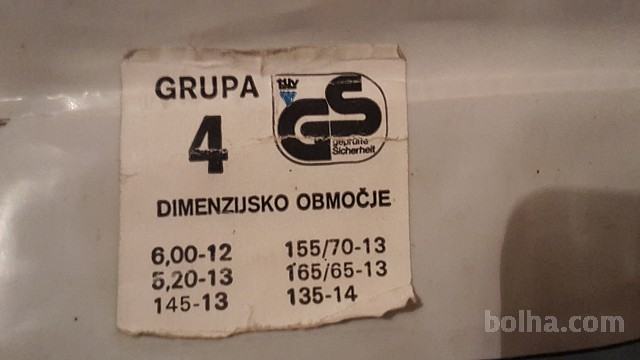 GRUPA
4
TÜV
GS
geprüfte
Sicherheit
DIMENZIJSKO OBMOČJE
6,00-12 155/70-13
5,20-13 165/65-13
145-13 135-14
bolha.com